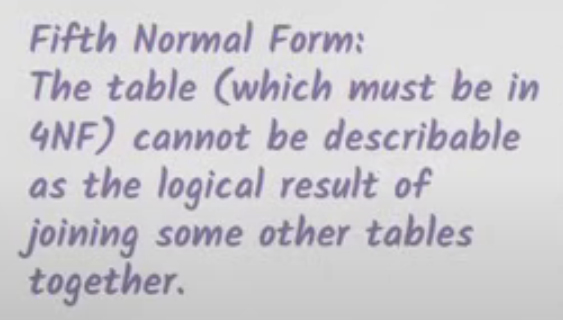 Fifth Normal Form:
The table (which must be in
4NF) cannot be describable
as the logical result of
joining some other tables
together.